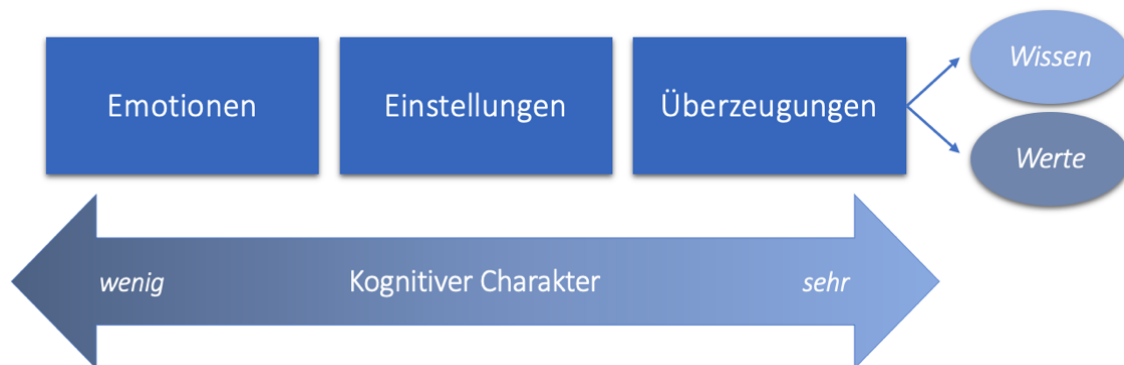 Emotionen
Einstellungen
Überzeugungen
Wissen
Werte
wenig
Kognitiver Charakter
sehr